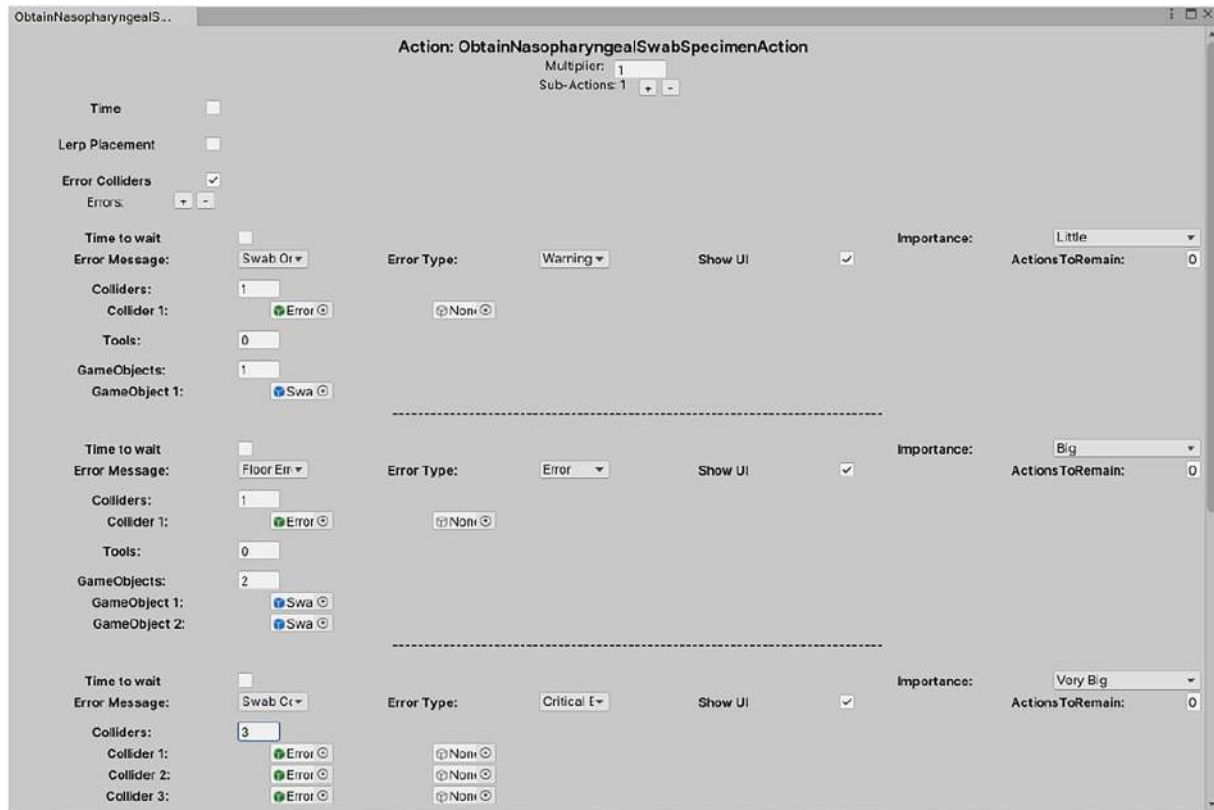 ObtainNasopharyngealS...
Action: ObtainNasopharyngealSwabSpecimenAction
Multiplier: 1
Sub-Actions: 1 + -
Time
Lerp Placement
Error Colliders
Errors: + -
Time to wait Importance: Little
Error Message: Swab Or Error Type: Warning Show UI ActionsToRemain: 0
Colliders: 1
Collider 1: Error Non
Tools: 0
GameObjects: 1
GameObject 1: Swa
Time to wait Importance: Big
Error Message: Floor Err Error Type: Error Show UI ActionsToRemain: 0
Colliders: 1
Collider 1: Error Non
Tools: 0
GameObjects: 2
GameObject 1: Swa
GameObject 2: Swa
Time to wait Importance: Very Big
Error Message: Swab Co Error Type: Critical E Show UI ActionsToRemain: 0
Colliders: 3
Collider 1: Error Non
Collider 2: Error Non
Collider 3: Error Non